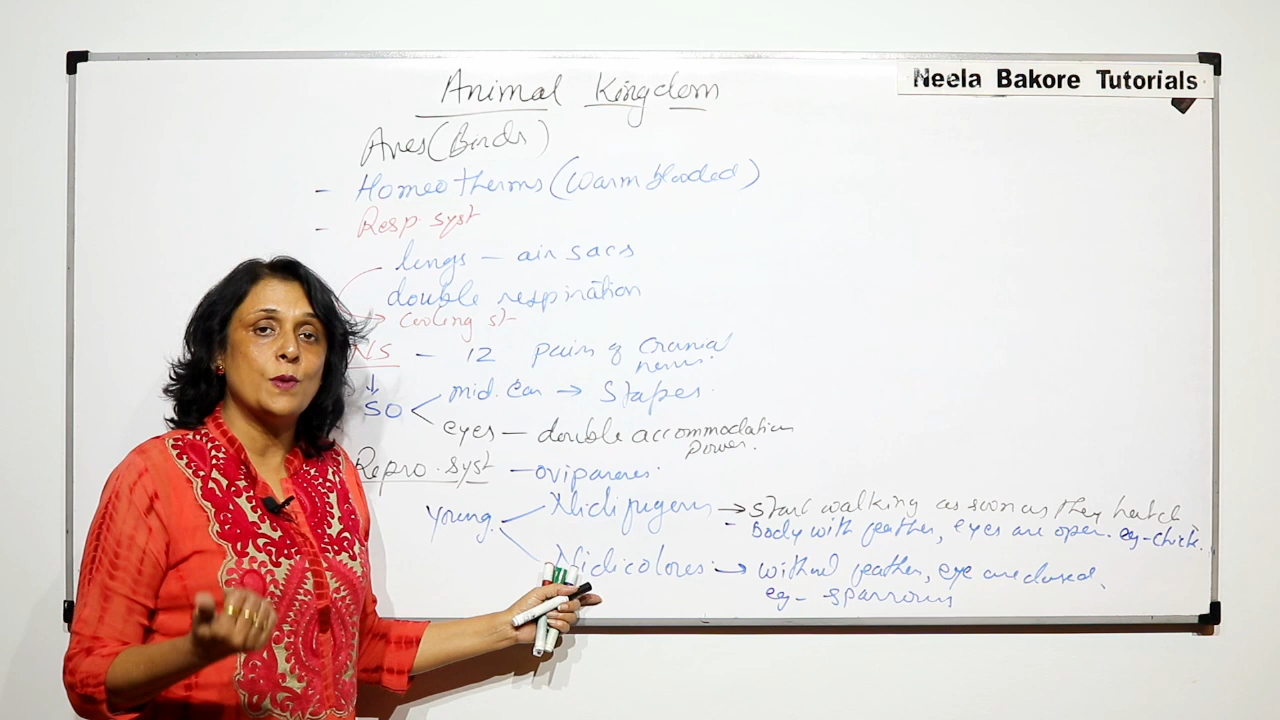 Neela Bakore Tutorials
Animal Kingdom
Aves (Birds)
- Homeotherms (Warm blooded)
- Resp. syst
lungs - air sacs
double respiration
cooling st-
NS - 12 pairs of cranial
nerves.
SO mid. ear → Stapes.
eyes - double accommodation
power.
Repro. syst - oviparous.
young. Nidifugous → start walking as soon as they hatch
- Body with feather, eyes are open. eg - chick.
Nidicolores. → without feather, eye are closed.
eg - sparrows